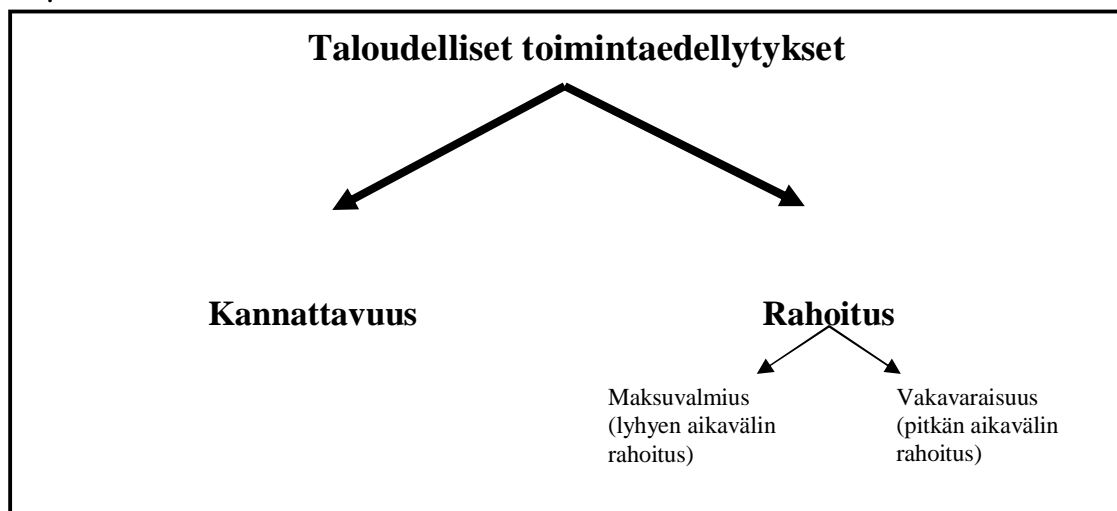 Taloudelliset toimintaedellytykset
Kannattavuus
Rahoitus
Maksuvalmius
(lyhyen aikavälin
rahoitus)
Vakavaraisuus
(pitkän aikavälin
rahoitus)